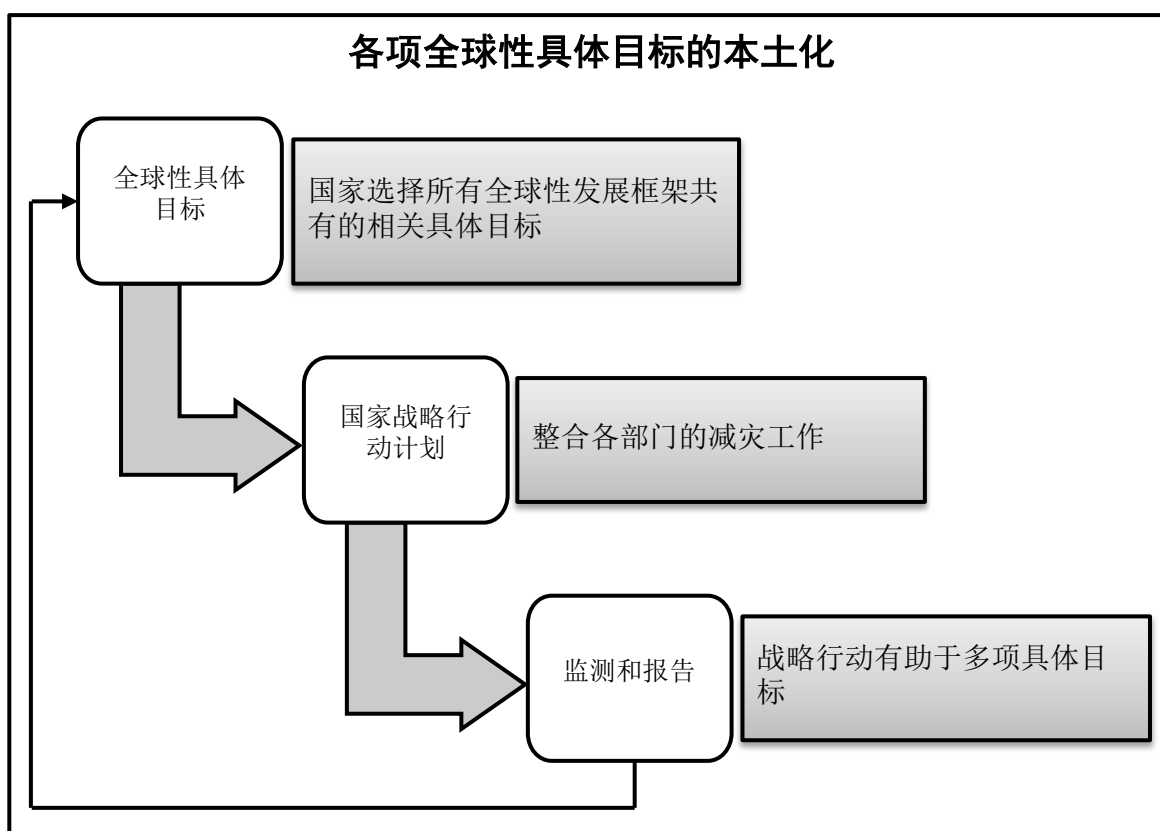 各项全球性具体目标的本土化
全球性具体
目标
国家选择所有全球性发展框架共
有的相关具体目标
国家战略行
动计划
整合各部门的减灾工作
监测和报告
战略行动有助于多项具体目
标